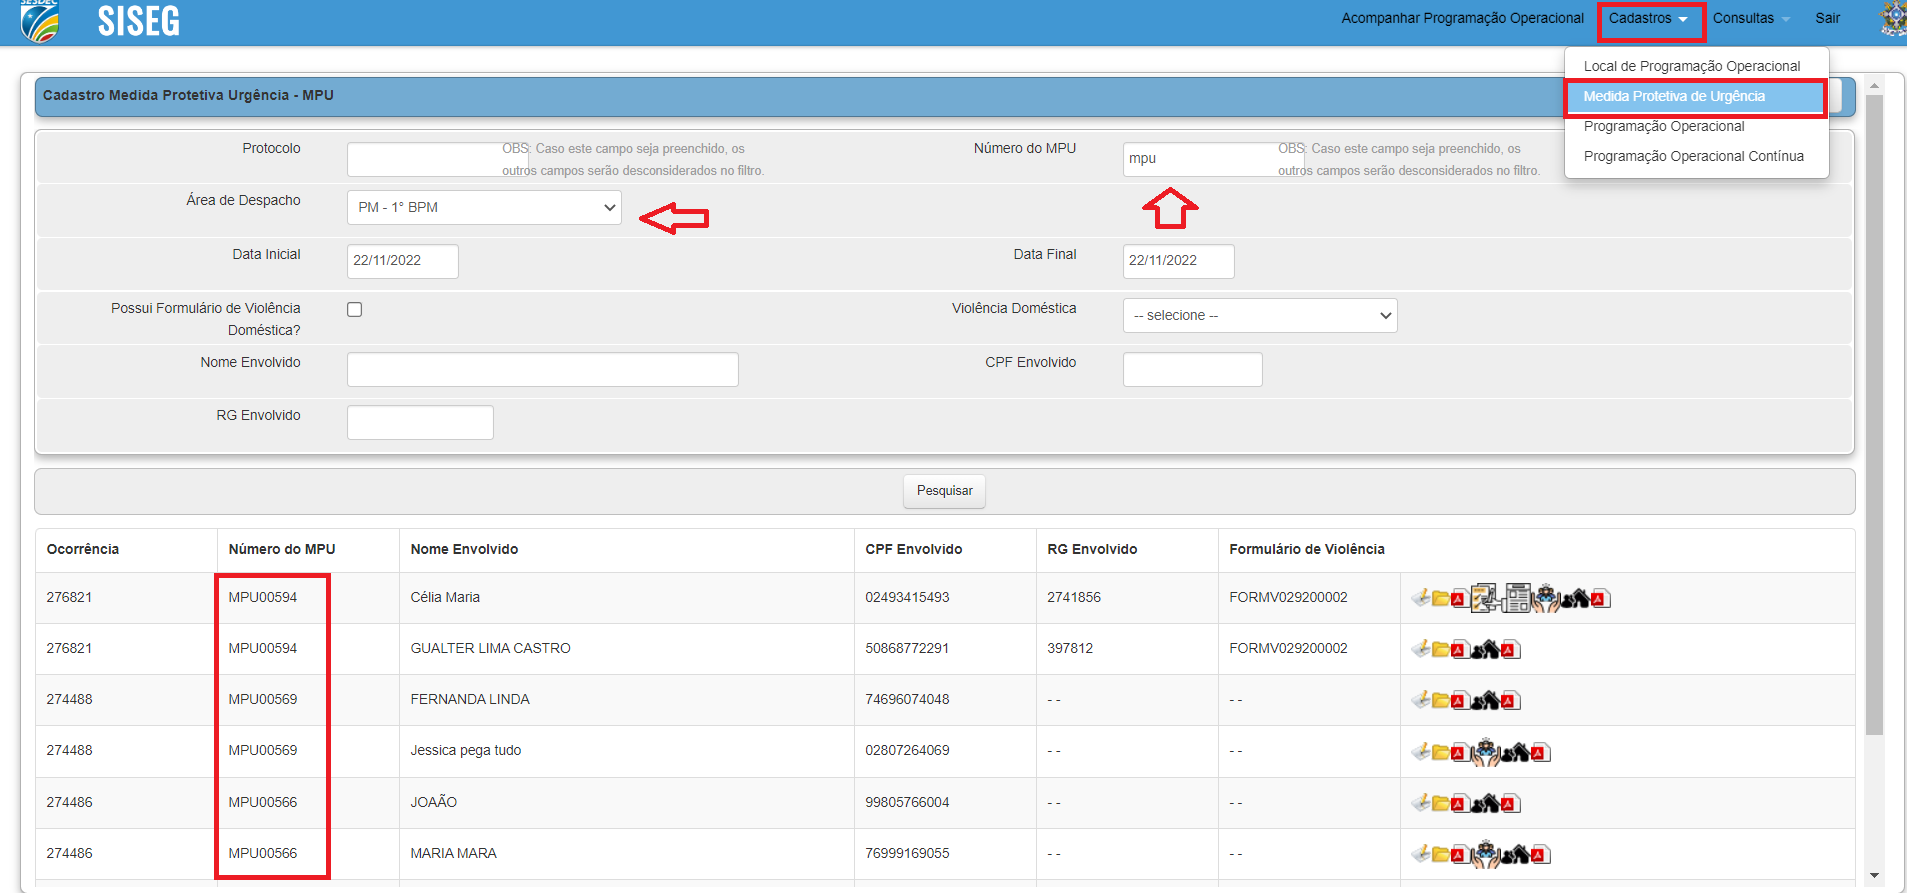 SESDEC
SISEG
Acompanhar Programação Operacional
Cadastros
Consultas
Sair
Local de Programação Operacional
Medida Protetiva de Urgência
Programação Operacional
Programação Operacional Contínua
Cadastro Medida Protetiva Urgência - MPU
Protocolo
OBS: Caso este campo seja preenchido, os
outros campos serão desconsiderados no filtro.
Número do MPU
mpu
OBS: Caso este campo seja preenchido, os
outros campos serão desconsiderados no filtro.
Área de Despacho
PM - 1° BPM
Data Inicial
22/11/2022
Data Final
22/11/2022
Possui Formulário de Violência
Doméstica?
Violência Doméstica
-- selecione --
Nome Envolvido
CPF Envolvido
RG Envolvido
Pesquisar
Ocorrência Número do MPU Nome Envolvido CPF Envolvido RG Envolvido Formulário de Violência
276821 MPU00594 Célia Maria 02493415493 2741856 FORMV029200002
276821 MPU00594 GUALTER LIMA CASTRO 50868772291 397812 FORMV029200002
274488 MPU00569 FERNANDA LINDA 74696074048 - - - -
274488 MPU00569 Jessica pega tudo 02807264069 - - - -
274486 MPU00566 JOAÃO 99805766004 - - - -
274486 MPU00566 MARIA MARA 76999169055 - - - -